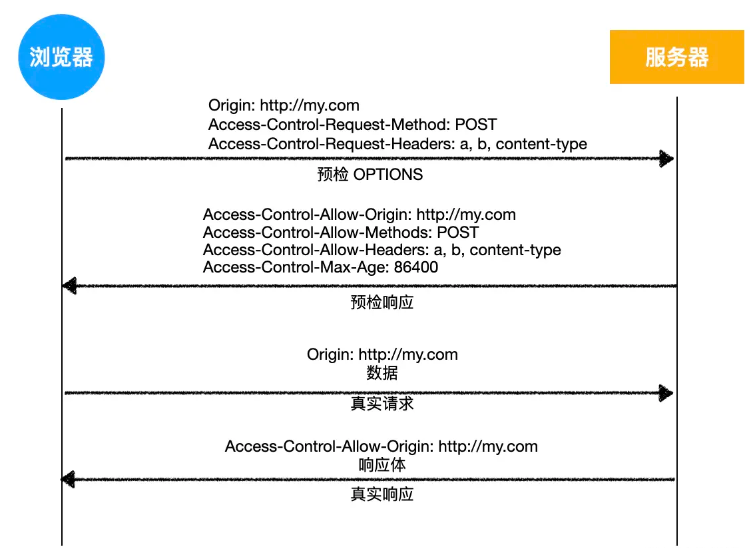 浏览器
服务器
Origin: http://my.com
Access-Control-Request-Method: POST
Access-Control-Request-Headers: a, b, content-type
预检 OPTIONS
Access-Control-Allow-Origin: http://my.com
Access-Control-Allow-Methods: POST
Access-Control-Allow-Headers: a, b, content-type
Access-Control-Max-Age: 86400
预检响应
Origin: http://my.com
数据
真实请求
Access-Control-Allow-Origin: http://my.com
响应体
真实响应